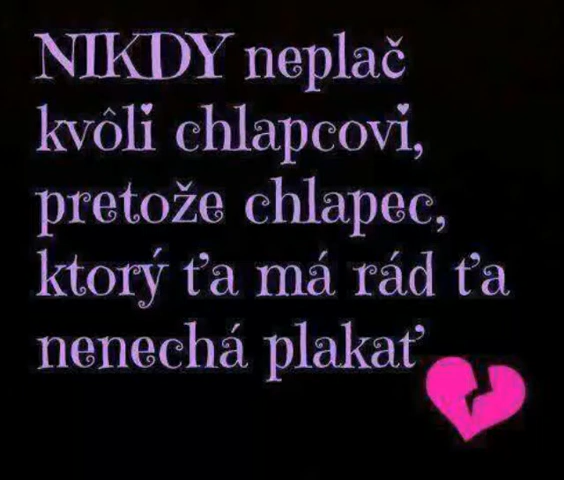 NIKDY neplač
kvôli chlapcovi,
pretože chlapec,
ktorý ťa má rád ťa
nenechá plakať